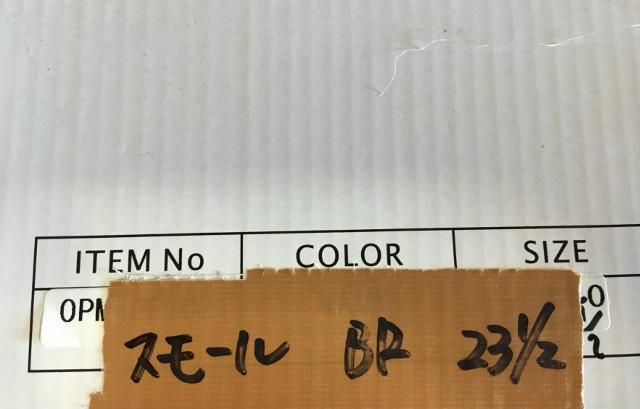 ITEM No COLOR SIZE
OPM
スモール BR 23½